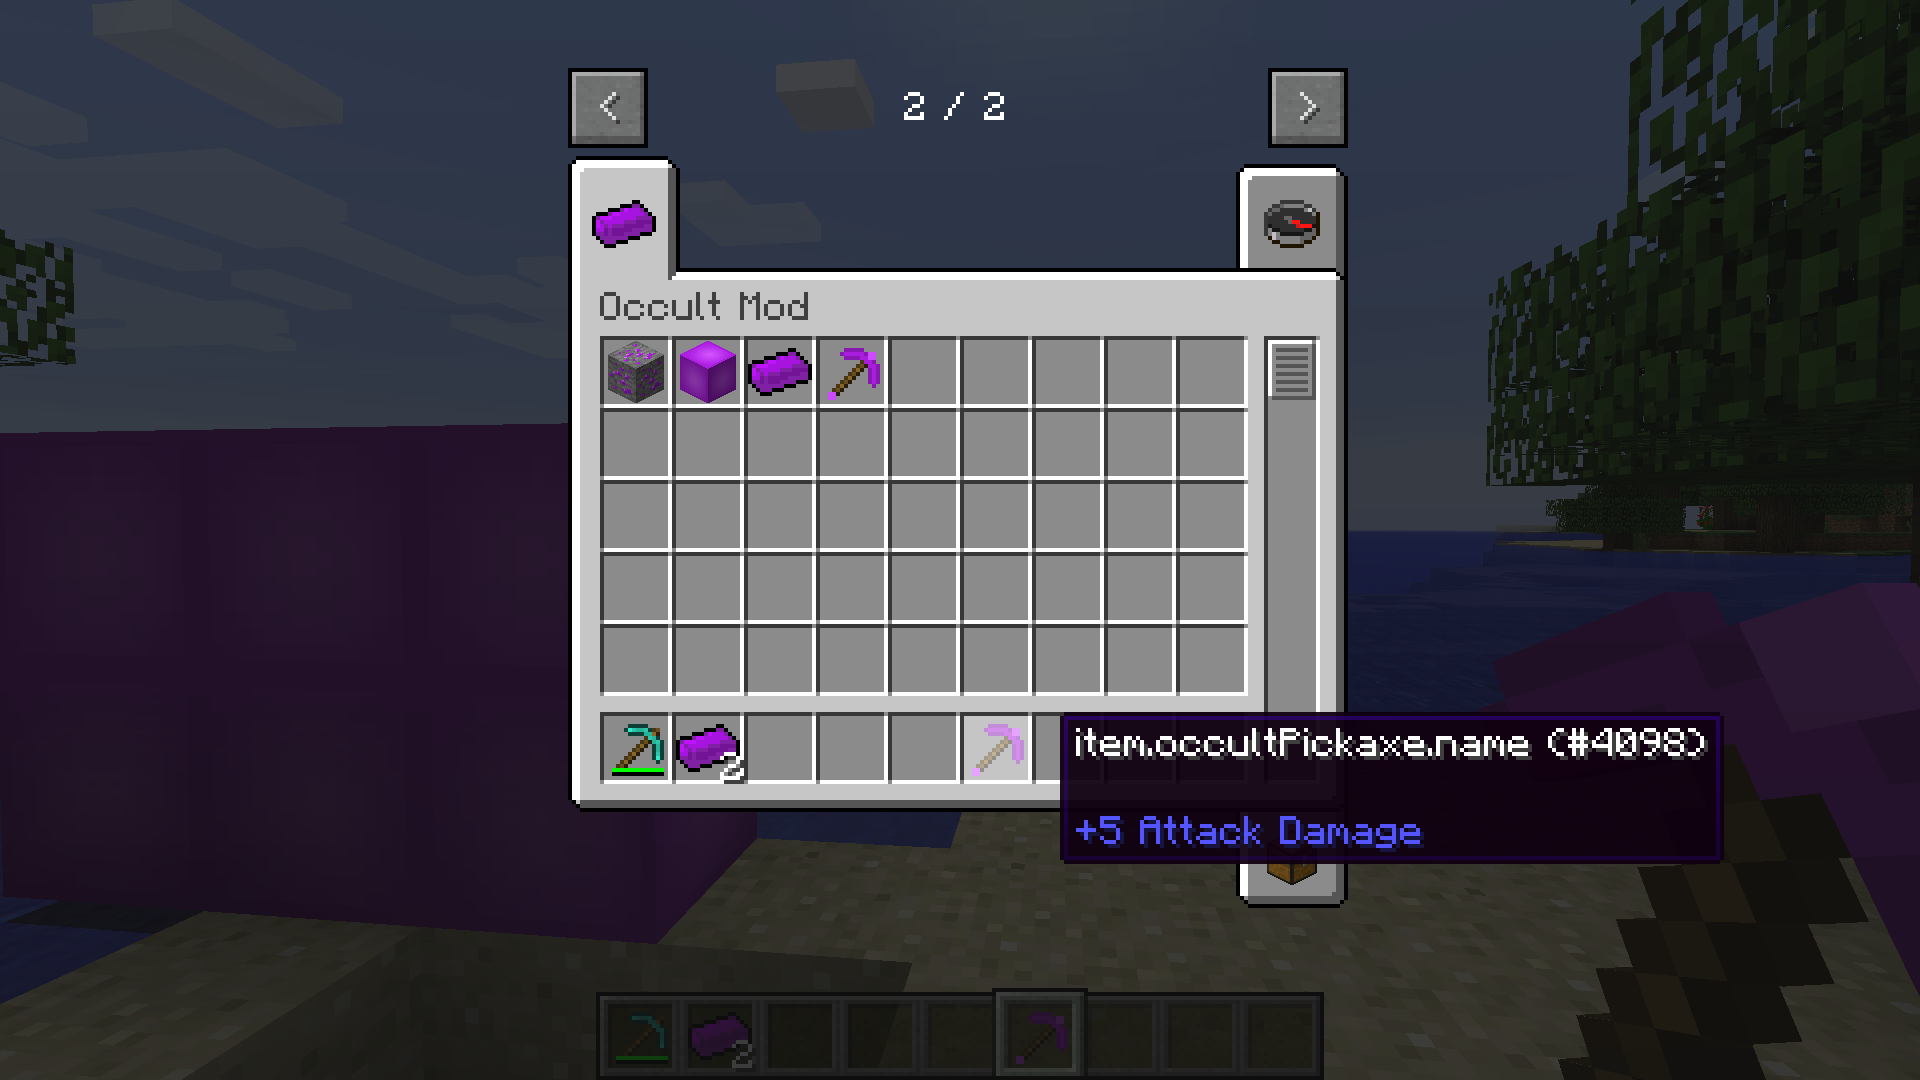 2 / 2
Occult Mod
2
item.occultPickaxe.name (#4098)
+5 Attack Damage
2